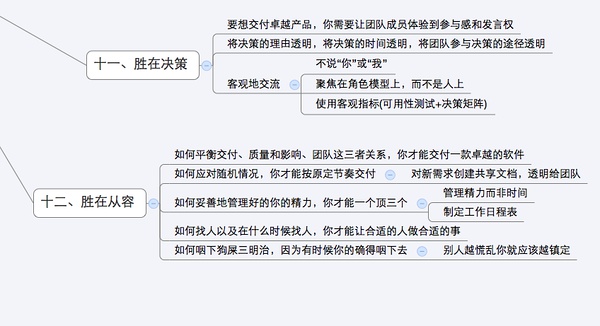 要想交付卓越产品，你需要让团队成员体验到参与感和发言权
将决策的理由透明，将决策的时间透明，将团队参与决策的途径透明
十一、胜在决策
不说“你”或“我”
客观地交流
聚焦在角色模型上，而不是人上
使用客观指标(可用性测试+决策矩阵)
如何平衡交付、质量和影响、团队这三者关系，你才能交付一款卓越的软件
如何应对随机情况，你才能按原定节奏交付
对新需求创建共享文档，透明给团队
十二、胜在从容
如何妥善地管理好的你的精力，你才能一个顶三个
管理精力而非时间
制定工作日程表
如何找人以及在什么时候找人，你才能让合适的人做合适的事
如何咽下狗屎三明治，因为有时候你的确得咽下去
别人越慌乱你就应该越镇定